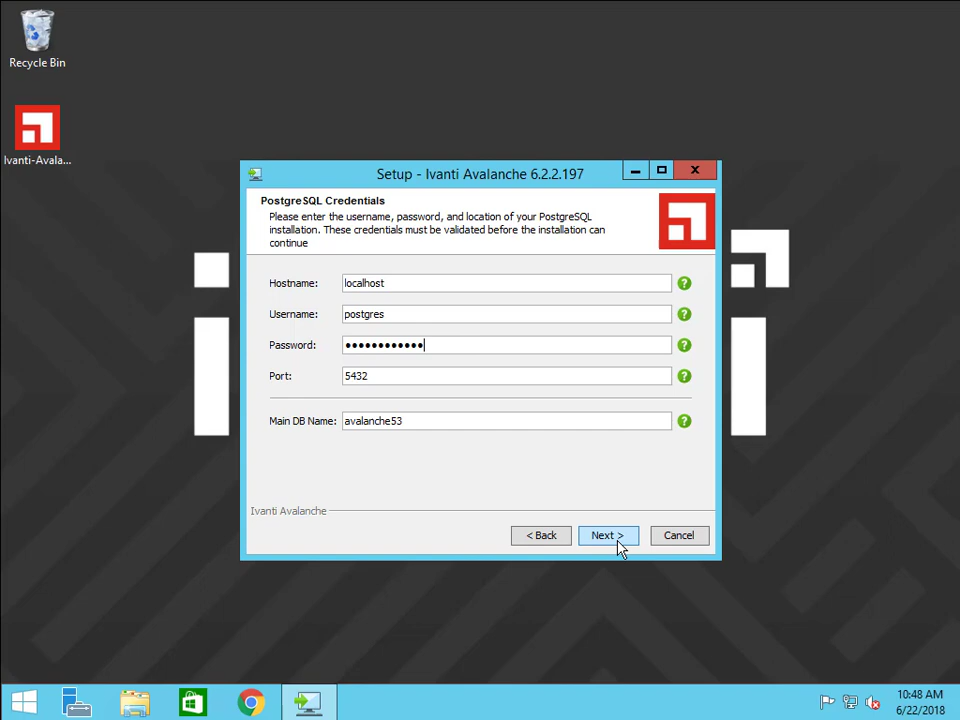 Recycle Bin
Ivanti-Avala...
Setup - Ivanti Avalanche 6.2.2.197
PostgreSQL Credentials
Please enter the username, password, and location of your PostgreSQL
installation. These credentials must be validated before the installation can
continue
Hostname: localhost ?
Username: postgres ?
Password: ●●●●●●●●●●●● ?
Port: 5432 ?
Main DB Name: avalanche53 ?
Ivanti Avalanche
< Back Next > Cancel
10:48 AM
6/22/2018